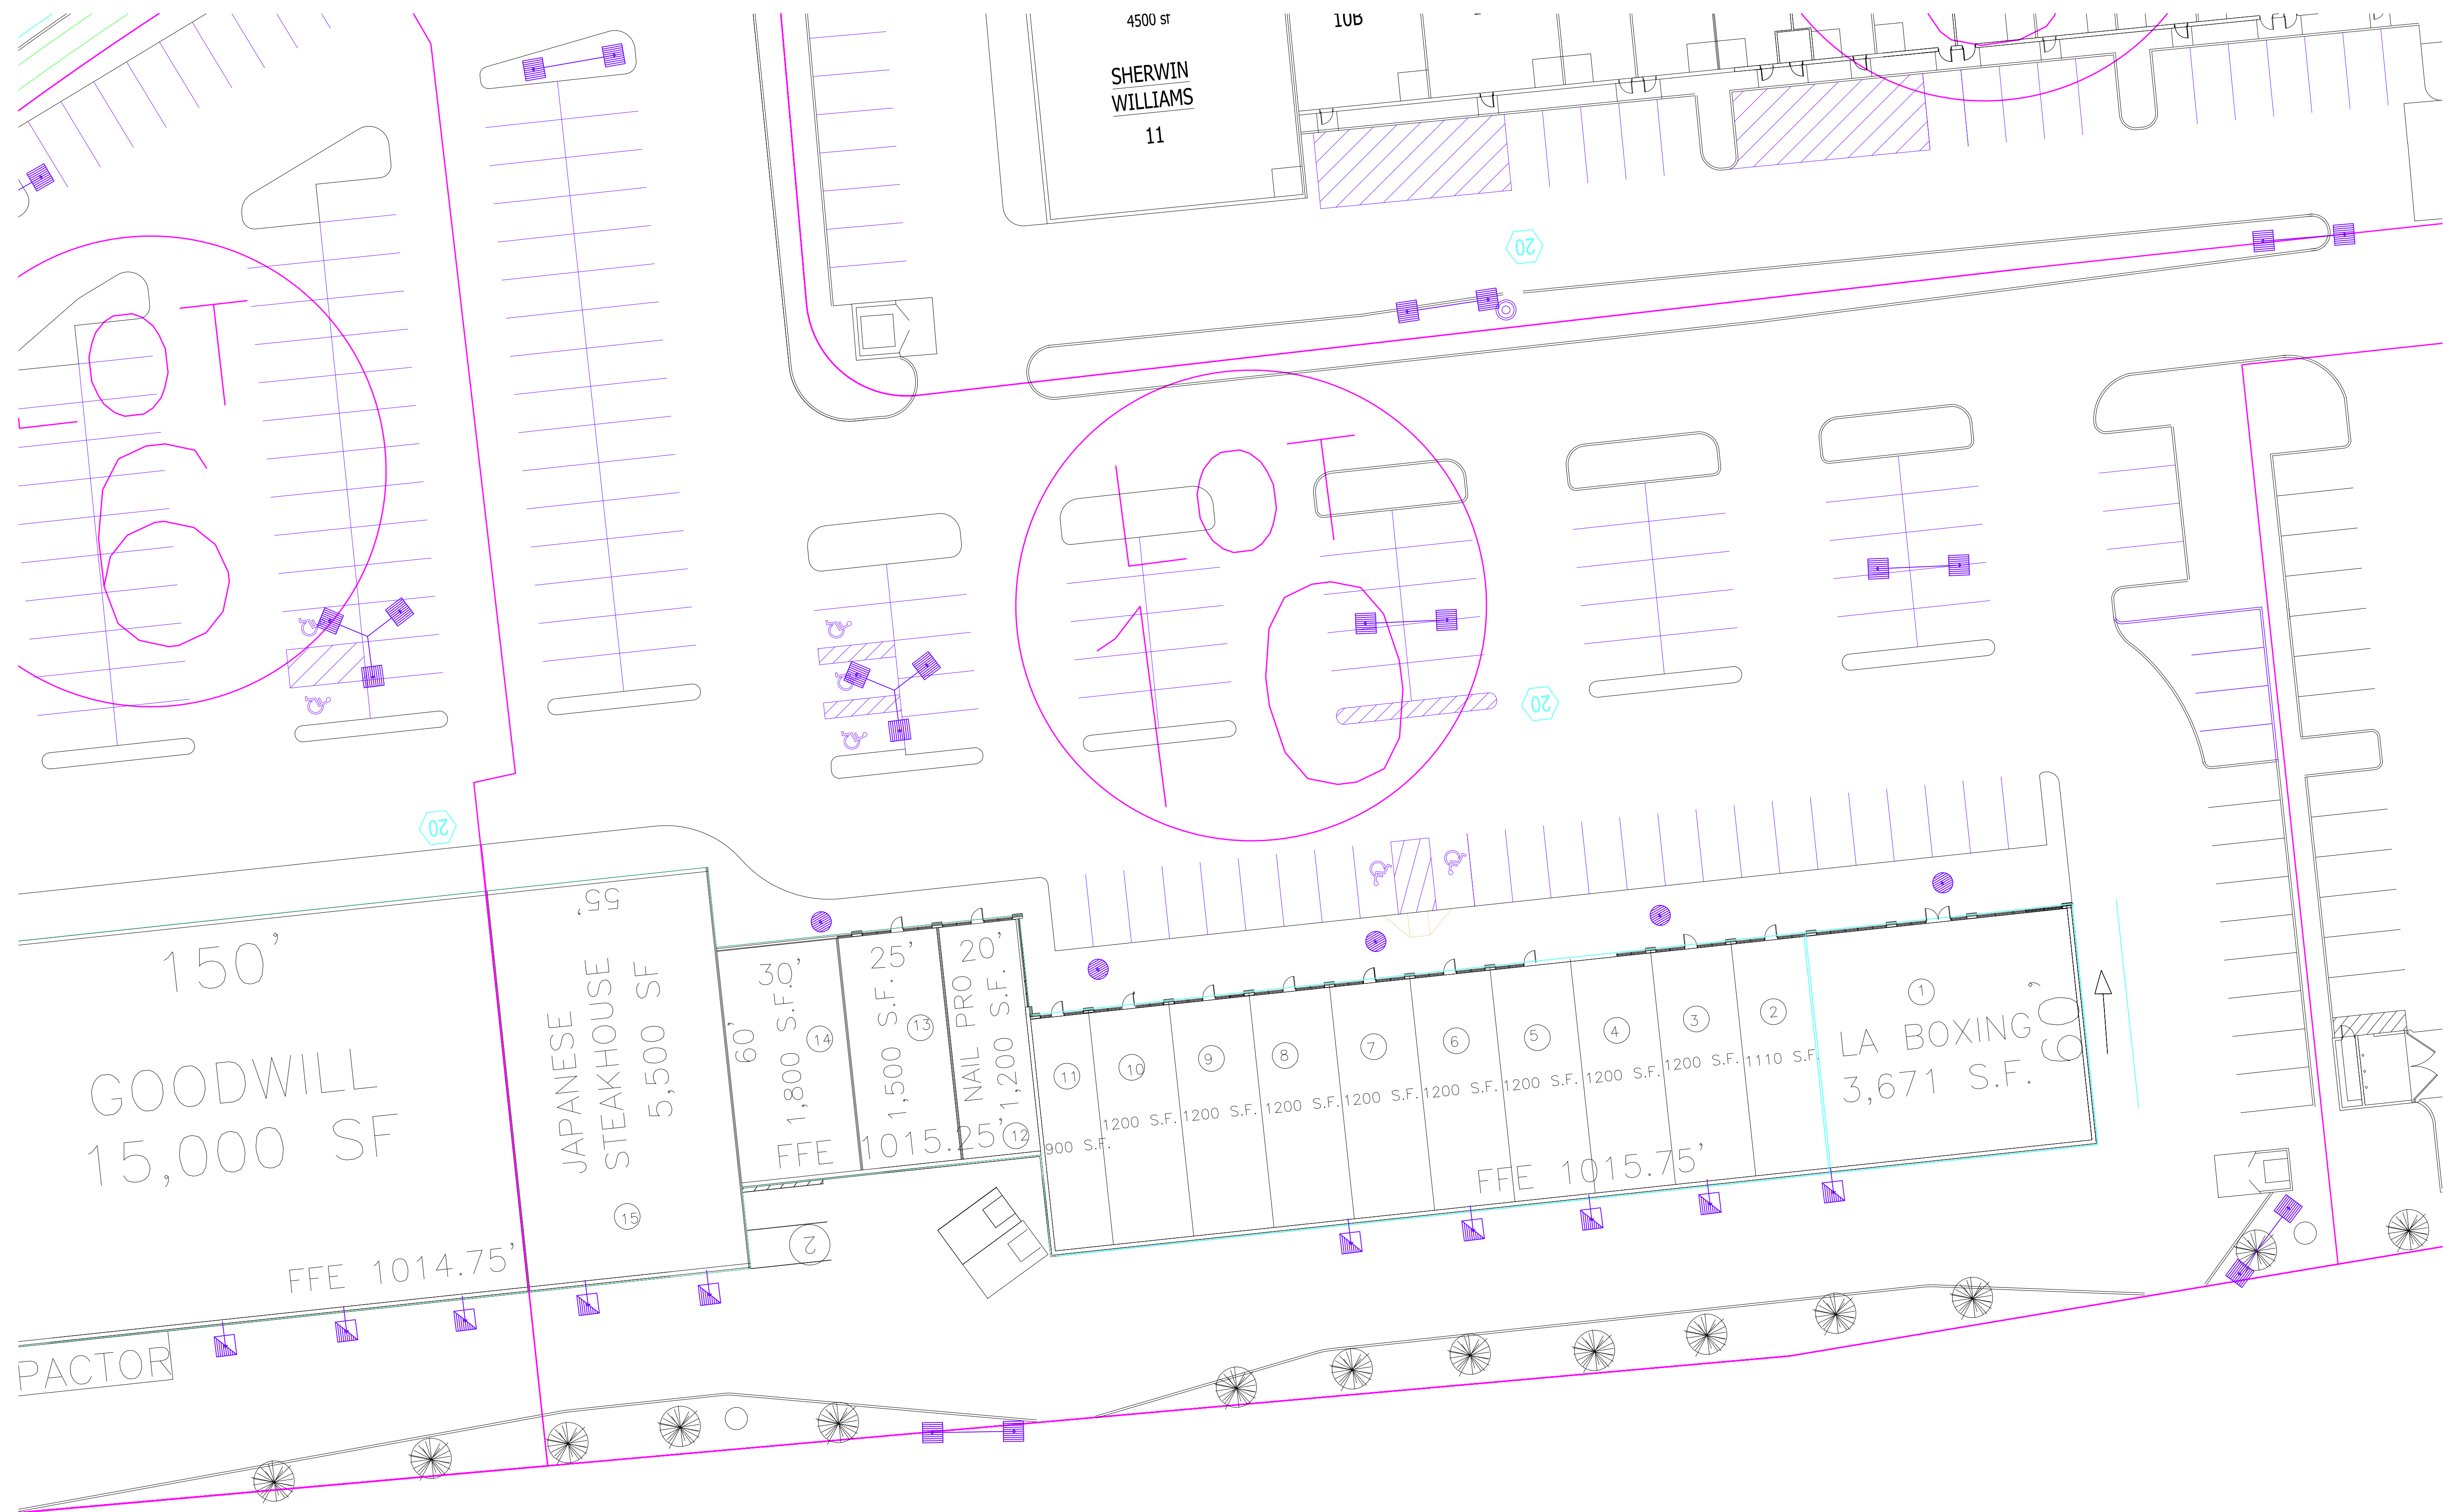 4500 sf
10B
SHERWIN
WILLIAMS
11
20
LOT
6
LOT
10
20
20
55'
150'
GOODWILL
15,000 SF
FFE 1014.75'
PACTOR
JAPANESE
STEAKHOUSE
5,500 SF
15
60'
30'
1,800 S.F.
14
25'
1,500 S.F.
13
20'
NAIL PRO
1,200 S.F.
12
FFE 1015.25'
2
11
900 S.F.
10
1200 S.F.
9
1200 S.F.
8
1200 S.F.
7
1200 S.F.
6
1200 S.F.
5
1200 S.F.
4
1200 S.F.
3
1200 S.F.
2
1110 S.F.
1
LA BOXING
3,671 S.F.
60'
FFE 1015.75'